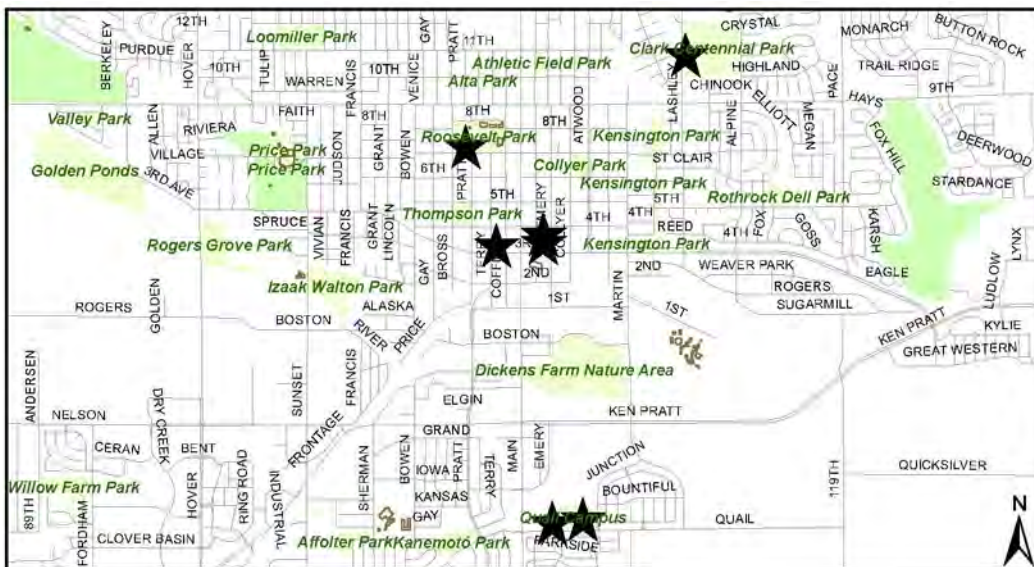 12TH
Loomiller Park
GAY
PRATT
11TH
CRYSTAL
MONARCH
BUTTON ROCK
BERKELEY
PURDUE
HOVER
10TH
TULIP
WARREN
FRANCIS
10TH
VENICE
Athletic Field Park
Alta Park
Clark Centennial Park
HIGHLAND
TRAIL RIDGE
LASHLEY
CHINOOK
PACE
9TH
Valley Park
ALLEN
RIVIERA
FAITH
8TH
8TH
8TH
ATWOOD
ALPINE
ELLIOTT
MEGAN
HAYS
FOX HILL
DEERWOOD
VILLAGE
Price Park
Price Park
JUDSON
GRANT
BOWEN
Roosevelt Park
Kensington Park
ST CLAIR
Golden Ponds
3RD AVE
6TH
PRATT
Collyer Park
Kensington Park
STARDANCE
5TH
5TH
Rothrock Dell Park
SPRUCE
VIVIAN
FRANCIS
GRANT
LINCOLN
Thompson Park
COLLYER
4TH
4TH
REED
4TH
FOX
GOSS
KARSH
Rogers Grove Park
GAY
BROSS
TERRY
3RD
Kensington Park
2ND
2ND
WEAVER PARK
EAGLE
LUDLOW
LYNX
Izaak Walton Park
1ST
MARTIN
ROGERS
SUGARMILL
ROGERS
GOLDEN
ALASKA
BOSTON
RIVER
PRICE
BOSTON
1ST
KEN PRATT
KYLIE
GREAT WESTERN
ANDERSEN
SUNSET
FRANCIS
Dickens Farm Nature Area
NELSON
DRY CREEK
ELGIN
KEN PRATT
CERAN
BENT
FRONTAGE
GRAND
MAIN
EMERY
HOVER
RING ROAD
INDUSTRIAL
SHERMAN
BOWEN
IOWA
PRATT
TERRY
JUNCTION
119TH
QUICKSILVER
Willow Farm Park
KANSAS
BOUNTIFUL
89TH
FORDHAM
GAY
Quail Campus
QUAIL
CLOVER BASIN
Affolter Park
Kanemoto Park
PARKSIDE
N